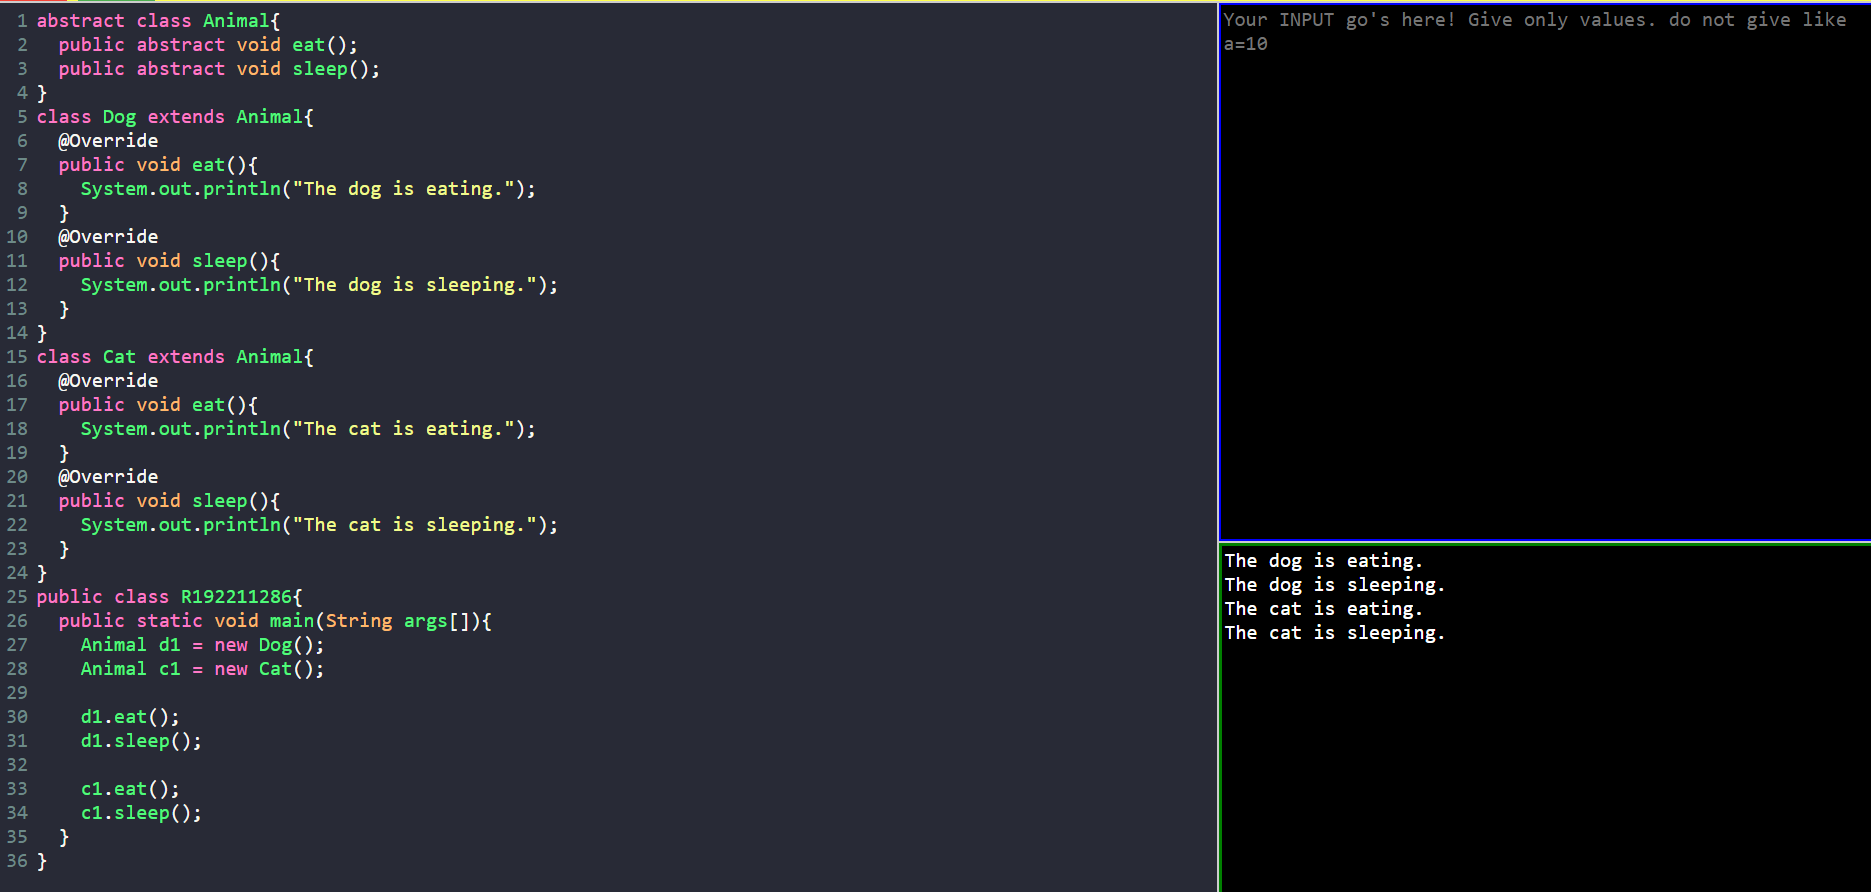 1 abstract class Animal{
2   public abstract void eat();
3   public abstract void sleep();
4 }
5 class Dog extends Animal{
6   @Override
7   public void eat(){
8     System.out.println("The dog is eating.");
9   }
10   @Override
11   public void sleep(){
12     System.out.println("The dog is sleeping.");
13   }
14 }
15 class Cat extends Animal{
16   @Override
17   public void eat(){
18     System.out.println("The cat is eating.");
19   }
20   @Override
21   public void sleep(){
22     System.out.println("The cat is sleeping.");
23   }
24 }
25 public class R192211286{
26   public static void main(String args[]){
27     Animal d1 = new Dog();
28     Animal c1 = new Cat();
29
30     d1.eat();
31     d1.sleep();
32
33     c1.eat();
34     c1.sleep();
35   }
36 }
Your INPUT go's here! Give only values. do not give like
a=10
The dog is eating.
The dog is sleeping.
The cat is eating.
The cat is sleeping.